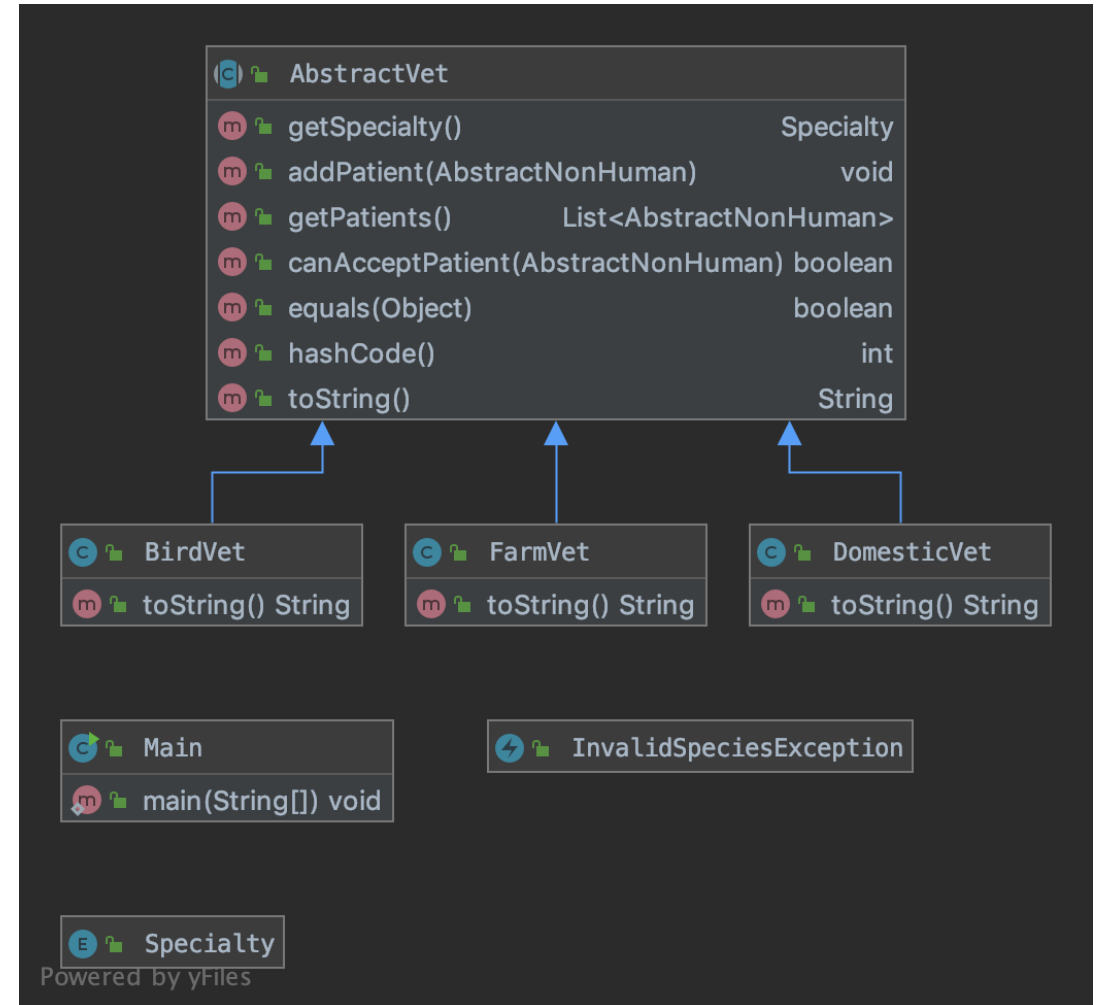 AbstractVet
getSpecialty() Specialty
addPatient(AbstractNonHuman) void
getPatients() List<AbstractNonHuman>
canAcceptPatient(AbstractNonHuman) boolean
equals(Object) boolean
hashCode() int
toString() String
BirdVet
toString() String
FarmVet
toString() String
DomesticVet
toString() String
Main
main(String[]) void
InvalidSpeciesException
Specialty
Powered by yFiles